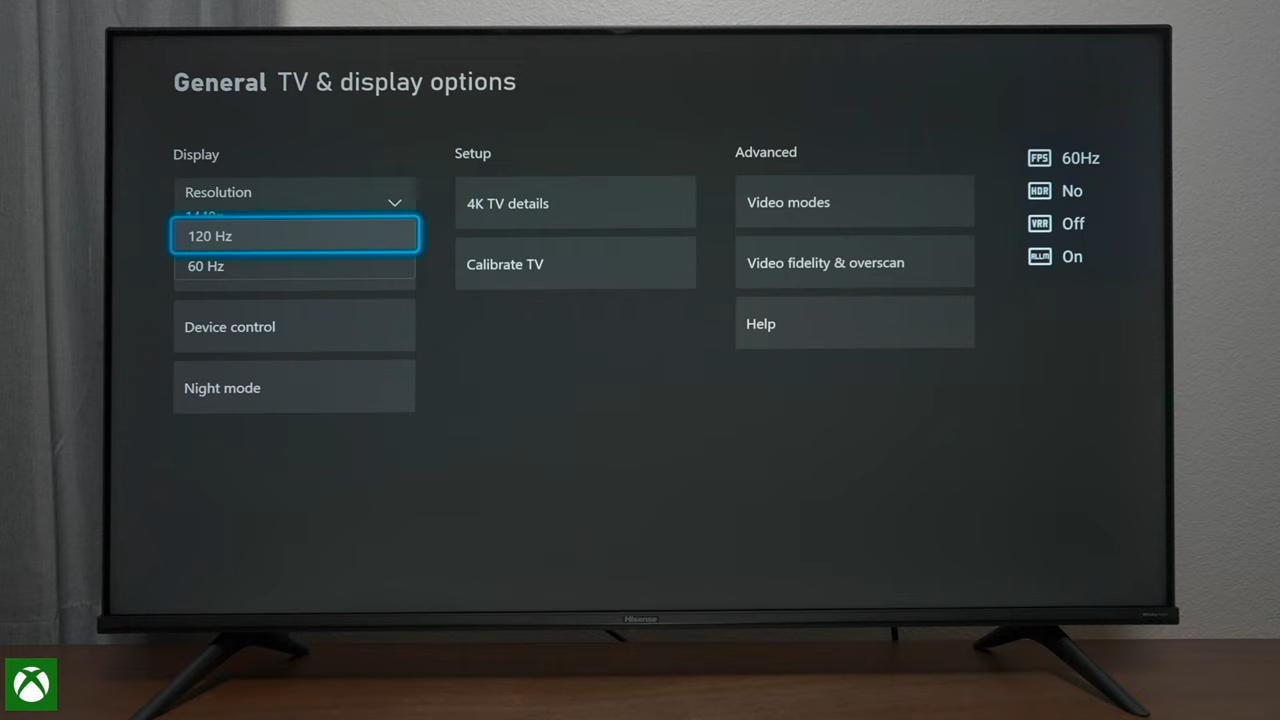 General TV & display options
Display
Resolution
1440p
120 Hz
60 Hz
Device control
Night mode
Setup
4K TV details
Calibrate TV
Advanced
Video modes
Video fidelity & overscan
Help
FPS 60Hz
HDR No
VRR Off
ALLM On
Hisense